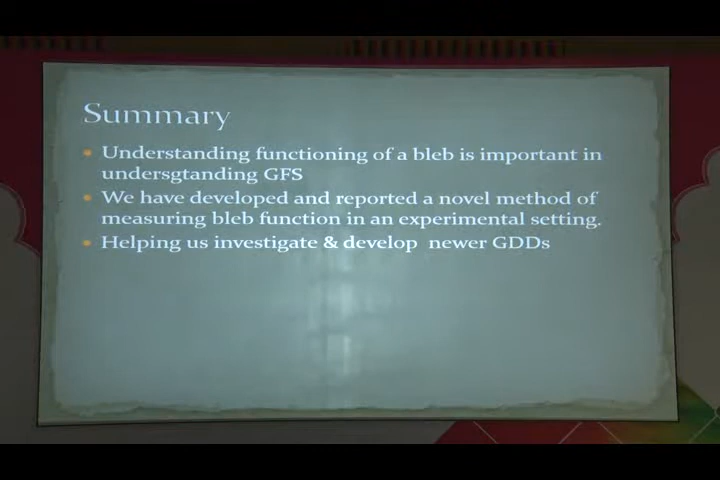 Summary
Understanding functioning of a bleb is important in
undersgtanding GFS
We have developed and reported a novel method of
measuring bleb function in an experimental setting.
Helping us investigate & develop newer GDDs